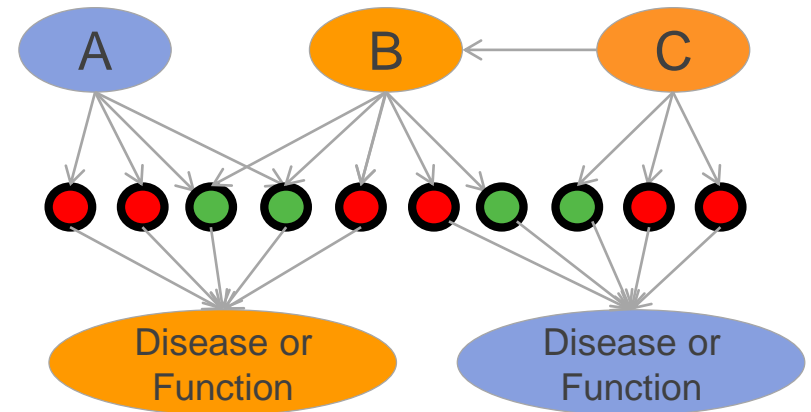 A
B
C
Disease or
Function
Disease or
Function